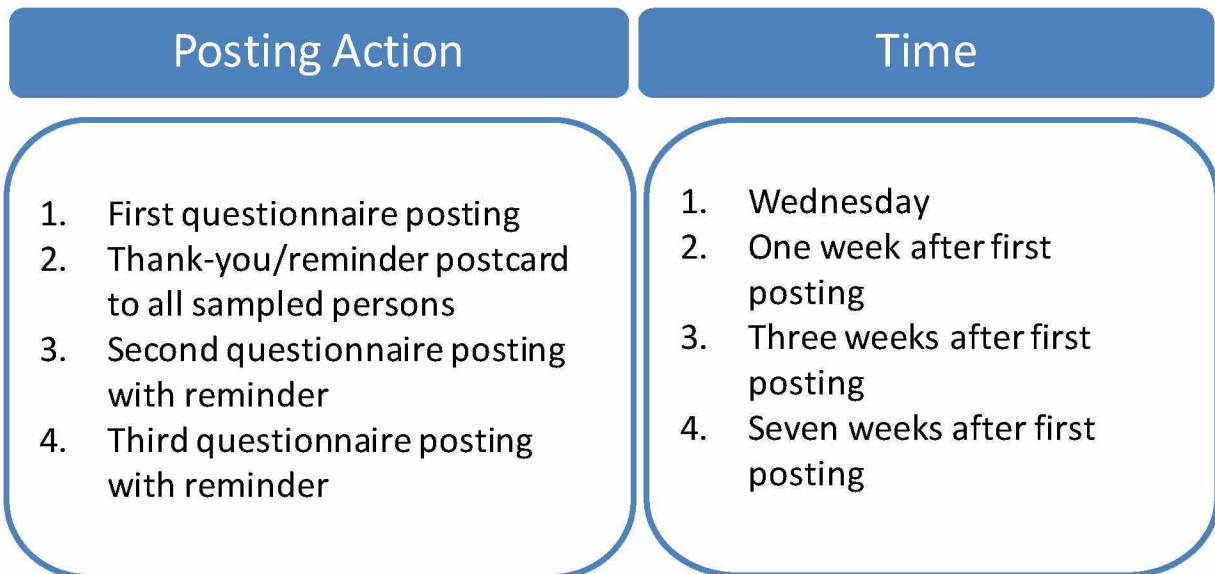 Posting Action
1. First questionnaire posting
2. Thank-you/reminder postcard
to all sampled persons
3. Second questionnaire posting
with reminder
4. Third questionnaire posting
with reminder
Time
1. Wednesday
2. One week after first
posting
3. Three weeks after first
posting
4. Seven weeks after first
posting